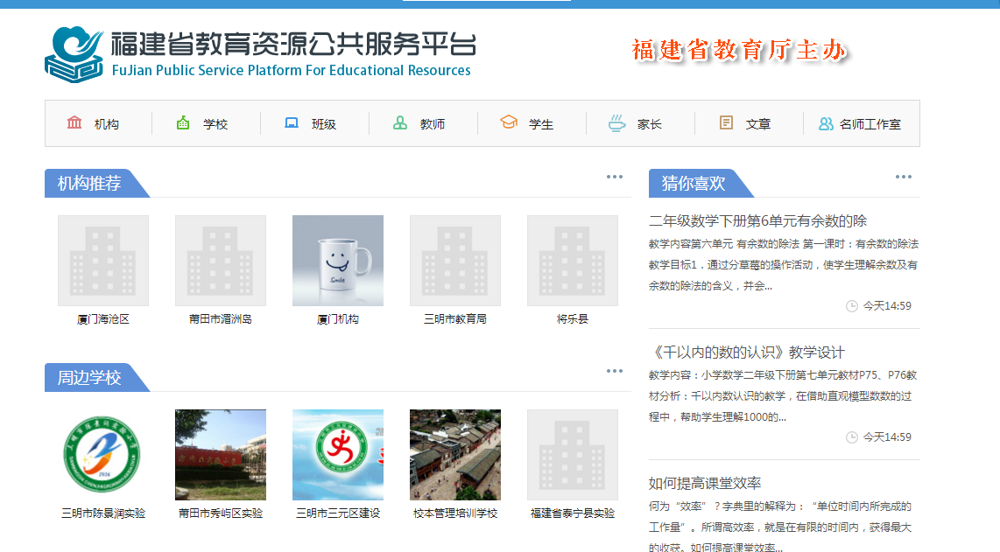 福建省教育资源公共服务平台
FuJian Public Service Platform For Educational Resources
福建省教育厅主办
机构 学校 班级 教师 学生 家长 文章 名师工作室
机构推荐
Smile
厦门海沧区 莆田市湄洲岛 厦门机构 三明市教育局 将乐县
周边学校
三明市陈景润实验 莆田市秀屿区实验 三明市三元区建设 校本管理培训学校 福建省泰宁县实验
猜你喜欢
二年级数学下册第6单元有余数的除
教学内容第六单元 有余数的除法 第一课时：有余数的除法
教学目标1．通过分草莓的操作活动，使学生理解余数及有
余数的除法的含义，并会...
今天14:59
《千以内的数的认识》教学设计
教学内容：小学数学二年级下册第七单元教材P75、P76教
材分析：千以内数认识的教学，在借助直观模型数数的过
程中，帮助学生理解1000的...
今天14:59
如何提高课堂效率
何为“效率”？字典里的解释为：“单位时间内所完成的
工作量”。所谓高效率，就是在有限的时间内，获得最大
的收获。如何提高课堂效率...